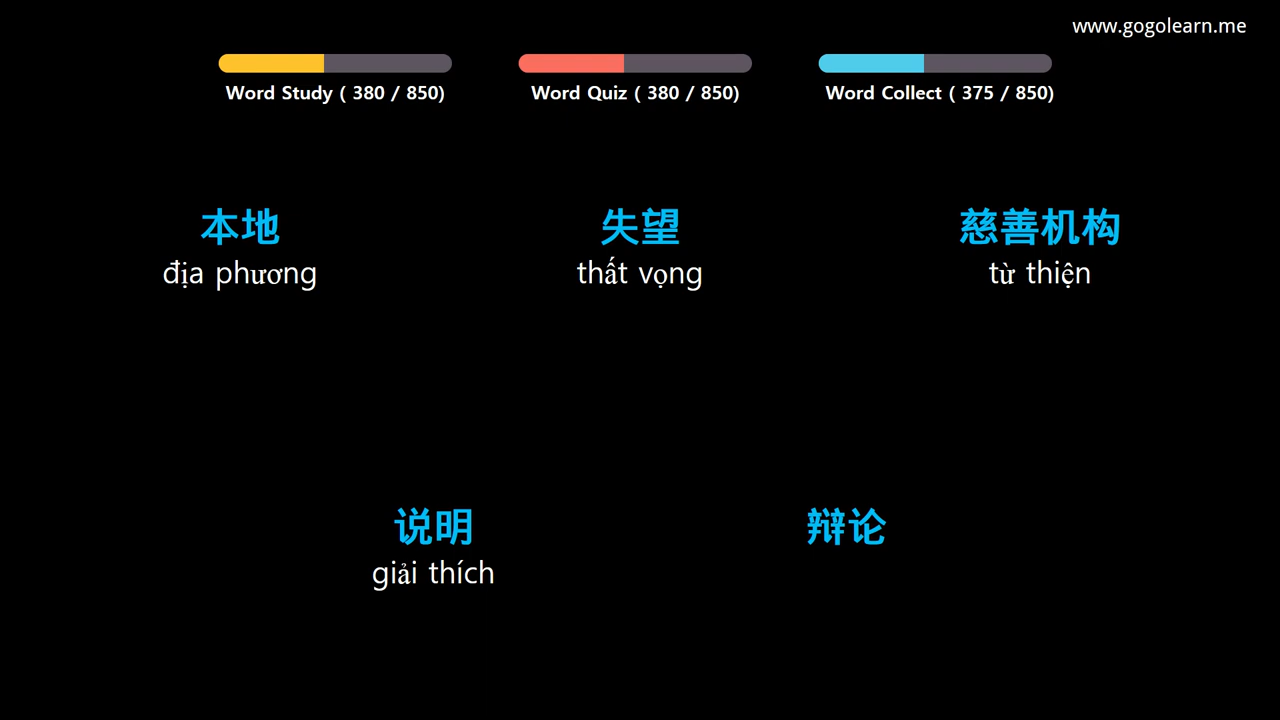 www.gogolearn.me
Word Study ( 380 / 850)
Word Quiz ( 380 / 850)
Word Collect ( 375 / 850)
本地
địa phương
失望
thất vọng
慈善机构
từ thiện
说明
giải thích
辩论